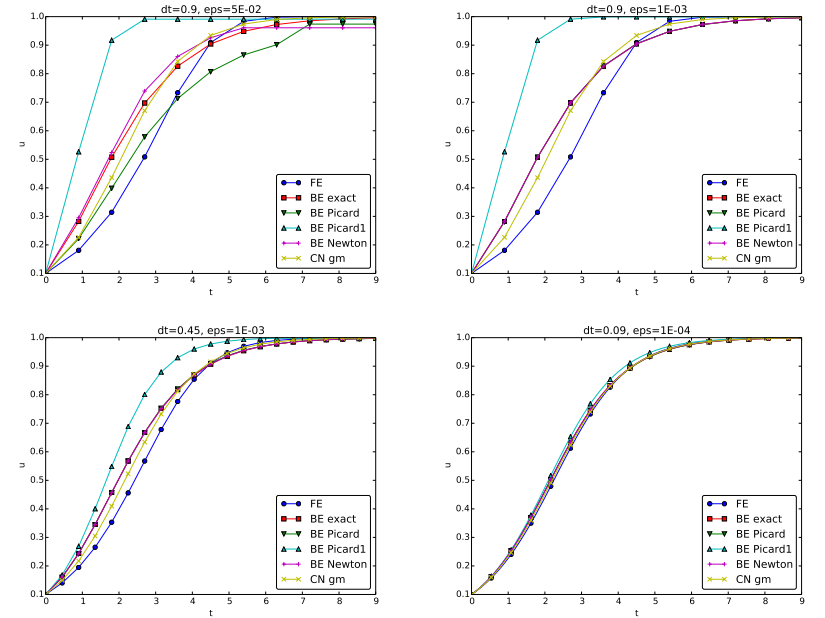 dt=0.9, eps=5E-02
1.0
0.9
0.8
0.7
0.6
0.5
0.4
0.3
0.2
0.1
u
0 1 2 3 4 5 6 7 8 9
t
FE
BE exact
BE Picard
BE Picard1
BE Newton
CN gm
dt=0.9, eps=1E-03
1.0
0.9
0.8
0.7
0.6
0.5
0.4
0.3
0.2
0.1
u
0 1 2 3 4 5 6 7 8 9
t
FE
BE exact
BE Picard
BE Picard1
BE Newton
CN gm
dt=0.45, eps=1E-03
1.0
0.9
0.8
0.7
0.6
0.5
0.4
0.3
0.2
0.1
u
0 1 2 3 4 5 6 7 8 9
t
FE
BE exact
BE Picard
BE Picard1
BE Newton
CN gm
dt=0.09, eps=1E-04
1.0
0.9
0.8
0.7
0.6
0.5
0.4
0.3
0.2
0.1
u
0 1 2 3 4 5 6 7 8 9
t
FE
BE exact
BE Picard
BE Picard1
BE Newton
CN gm